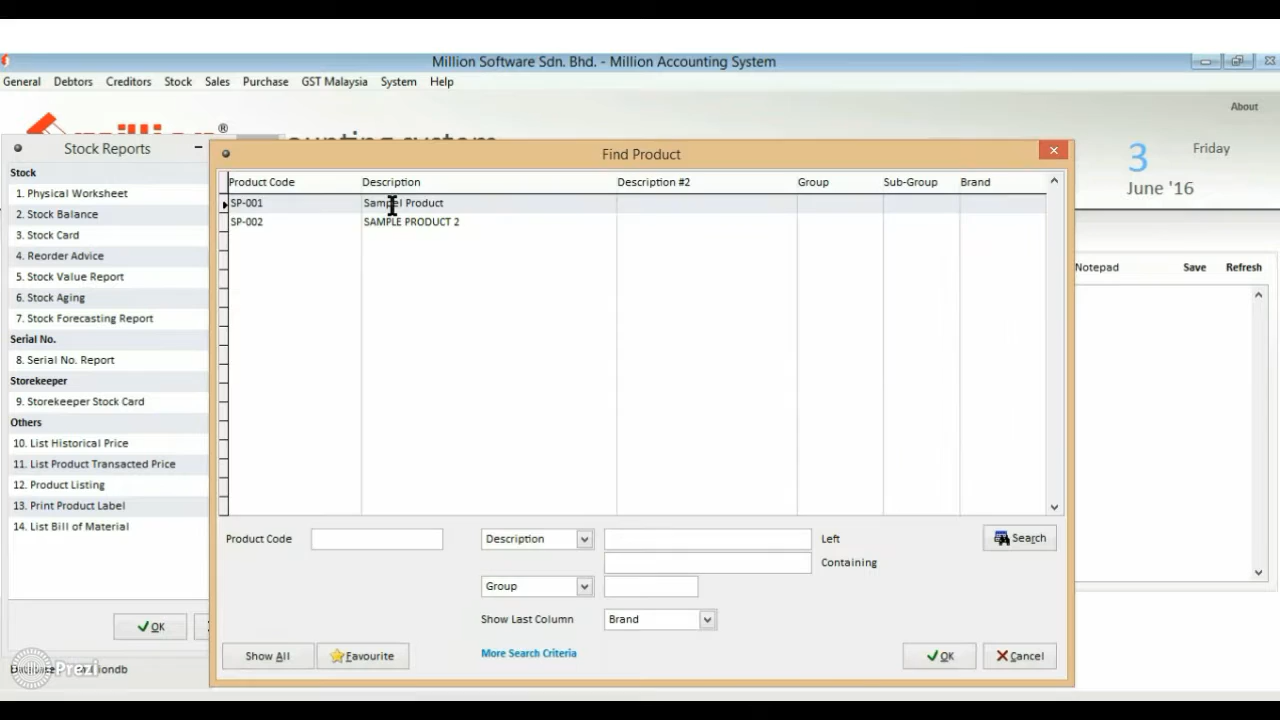 Million Software Sdn. Bhd. - Million Accounting System
General Debtors Creditors Stock Sales Purchase GST Malaysia System Help
About
million® accounting system
3 Friday
June '16
Stock Reports
Stock
1. Physical Worksheet
2. Stock Balance
3. Stock Card
4. Reorder Advice
5. Stock Value Report
6. Stock Aging
7. Stock Forecasting Report
Serial No.
8. Serial No. Report
Storekeeper
9. Storekeeper Stock Card
Others
10. List Historical Price
11. List Product Transacted Price
12. Product Listing
13. Print Product Label
14. List Bill of Material
OK
Find Product
Product Code Description Description #2 Group Sub-Group Brand
SP-001 Sampel Product
SP-002 SAMPLE PRODUCT 2
Product Code Description Left
Containing
Search
Group
Show Last Column Brand
Show All Favourite More Search Criteria OK Cancel
Notepad Save Refresh
Prezi